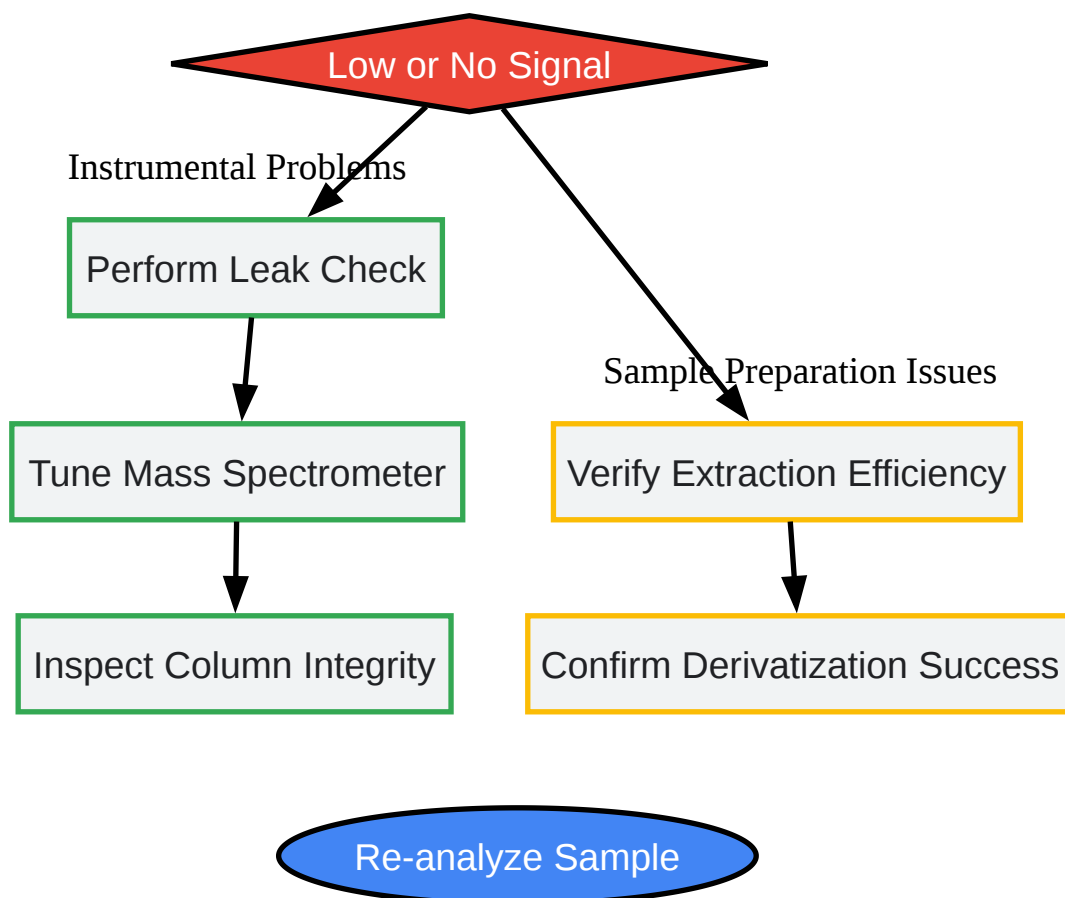 Low or No Signal
Instrumental Problems
Perform Leak Check
Sample Preparation Issues
Tune Mass Spectrometer
Verify Extraction Efficiency
Inspect Column Integrity
Confirm Derivatization Success
Re-analyze Sample